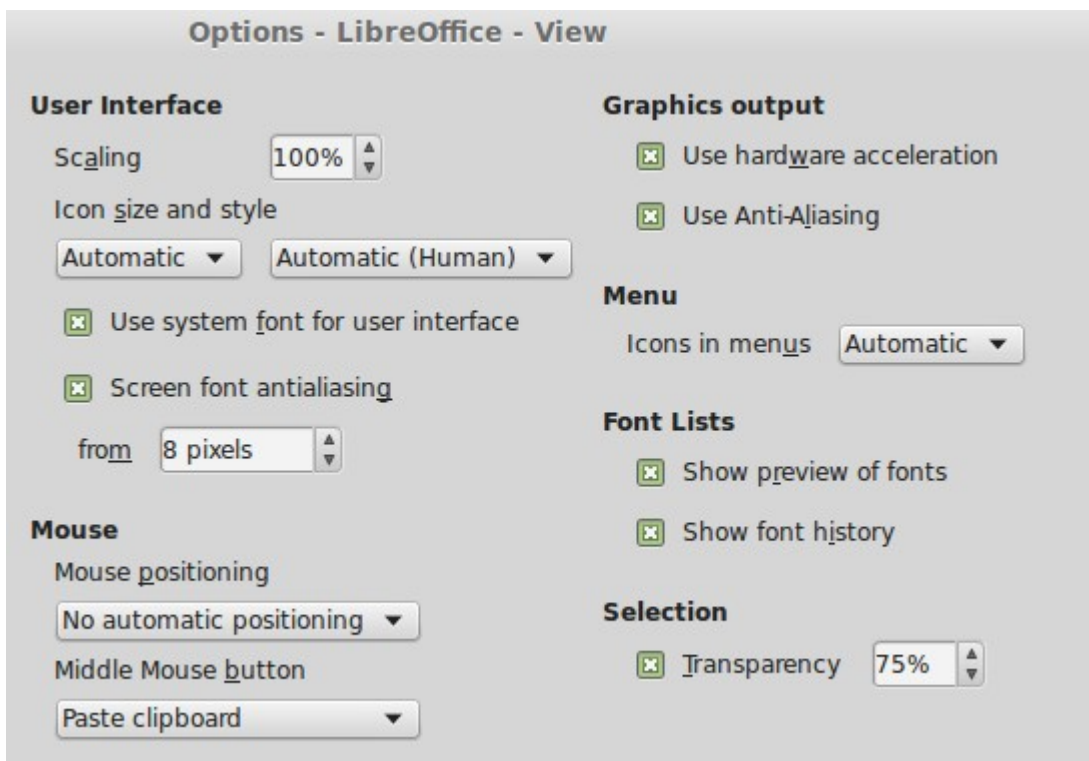 Options - LibreOffice - View
User Interface
Scaling 100%
Icon size and style
Automatic Automatic (Human)
Use system font for user interface
Screen font antialiasing
from 8 pixels
Mouse
Mouse positioning
No automatic positioning
Middle Mouse button
Paste clipboard
Graphics output
Use hardware acceleration
Use Anti-Aliasing
Menu
Icons in menus Automatic
Font Lists
Show preview of fonts
Show font history
Selection
Transparency 75%